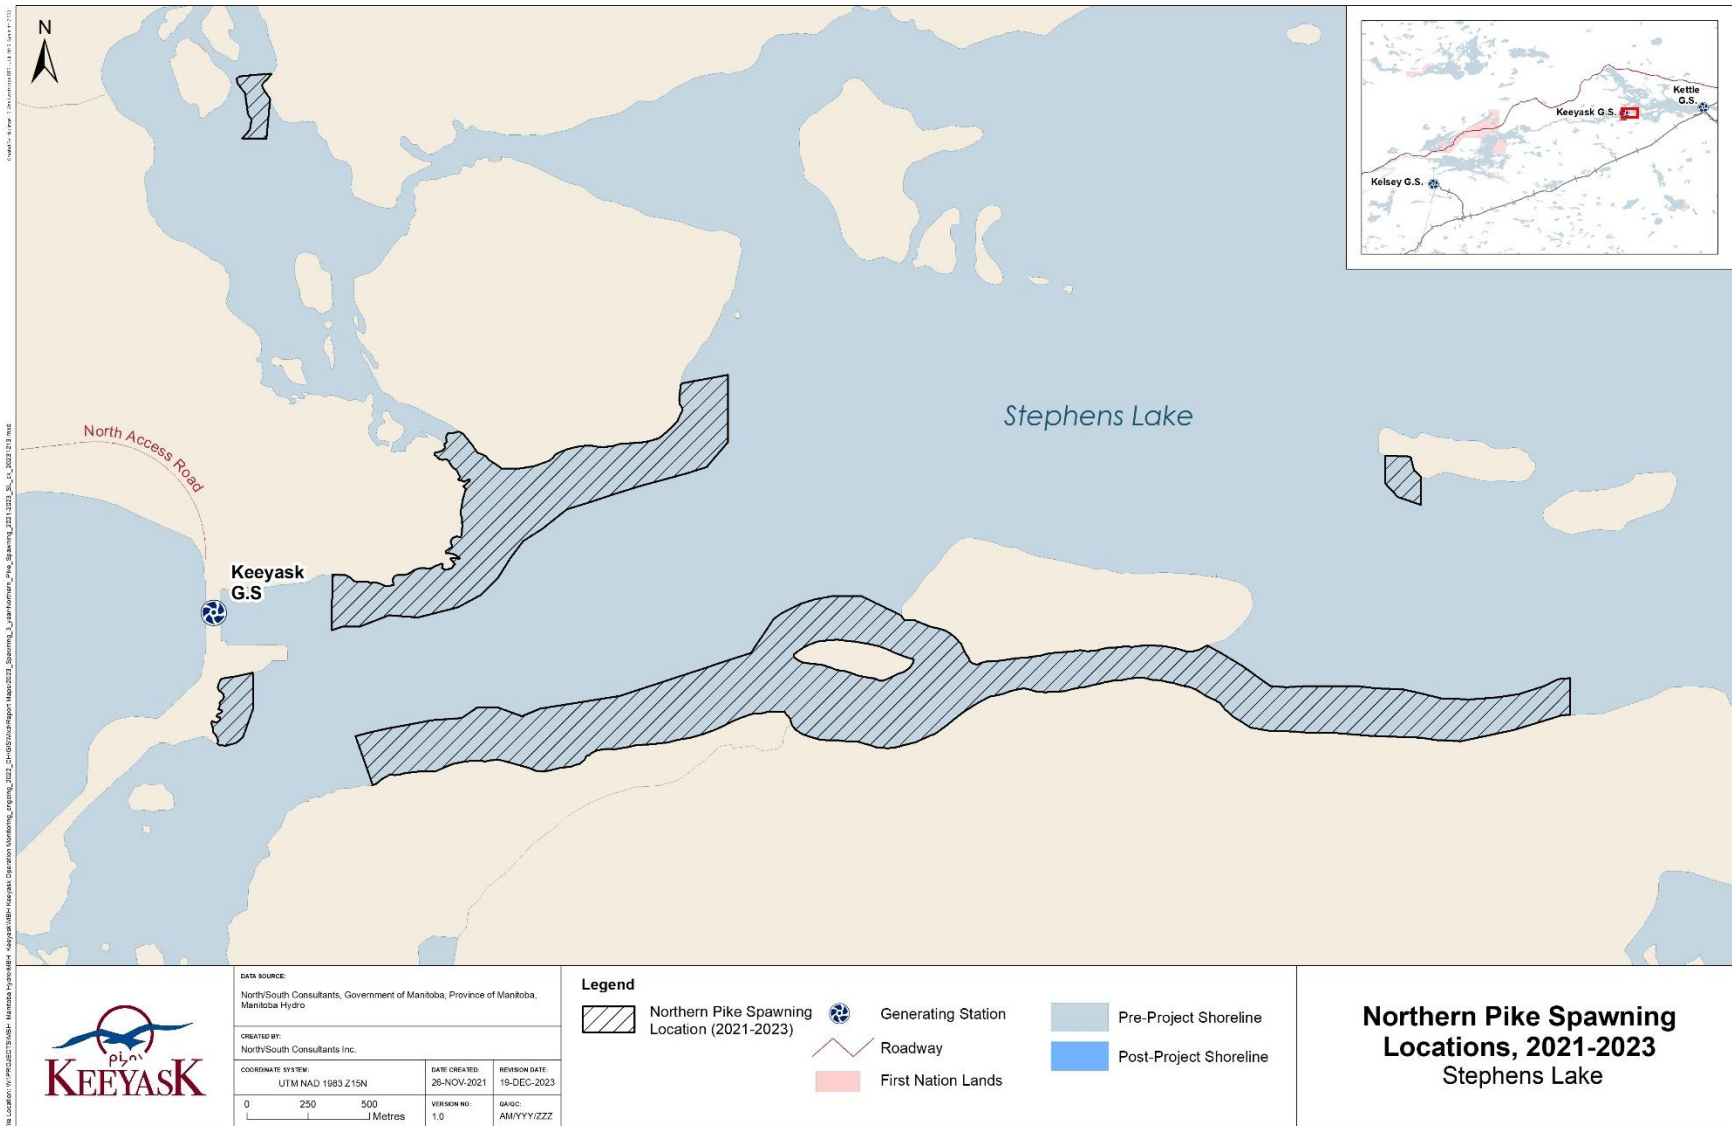 N
Kettle
G.S.
Keeyask G.S.
Kelsey G.S.
Stephens Lake
North Access Road
Keeyask
G.S
KEEYASK
DATA SOURCE:
North/South Consultants, Government of Manitoba, Province of Manitoba,
Manitoba Hydro
CREATED BY:
North/South Consultants Inc.
COORDINATE SYSTEM:
UTM NAD 1983 Z15N
DATE CREATED:
26-NOV-2021
REVISION DATE:
19-DEC-2023
0 250 500
Metres
VERSION NO:
1.0
QA/QC:
AM/YYY/ZZZ
Legend
Northern Pike Spawning
Location (2021-2023)
Generating Station
Roadway
First Nation Lands
Pre-Project Shoreline
Post-Project Shoreline
Northern Pike Spawning
Locations, 2021-2023
Stephens Lake